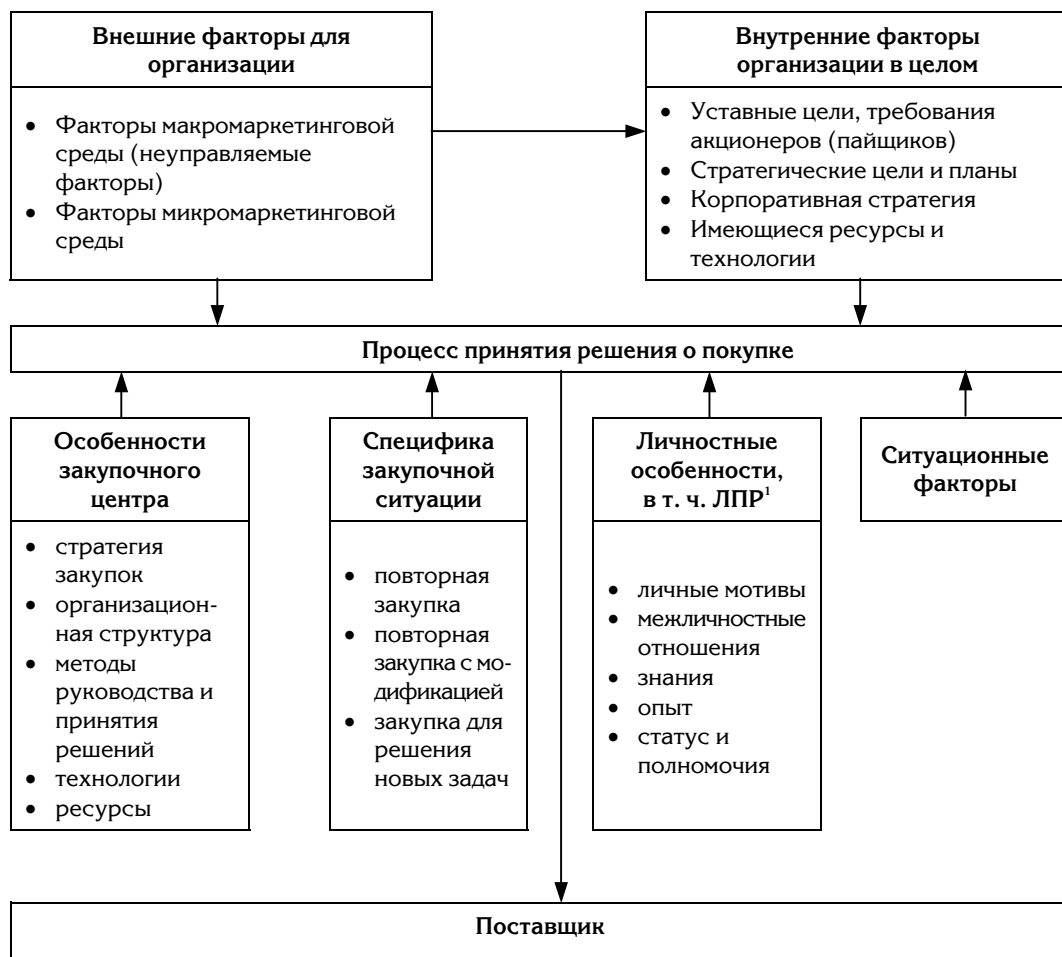 Внешние факторы для
организации
• Факторы макромаркетинговой
среды (неуправляемые
факторы)
• Факторы микромаркетинговой
среды
Внутренние факторы
организации в целом
• Уставные цели, требования
акционеров (пайщиков)
• Стратегические цели и планы
• Корпоративная стратегия
• Имеющиеся ресурсы и
технологии
Процесс принятия решения о покупке
Особенности
закупочного
центра
• стратегия
закупок
• организацион-
ная структура
• методы
руководства и
принятия
решений
• технологии
• ресурсы
Специфика
закупочной
ситуации
• повторная
закупка
• повторная
закупка с мо-
дификацией
• закупка для
решения
новых задач
Личностные
особенности,
в т. ч. ЛПР¹
• личные мотивы
• межличностные
отношения
• знания
• опыт
• статус и
полномочия
Ситуационные
факторы
Поставщик